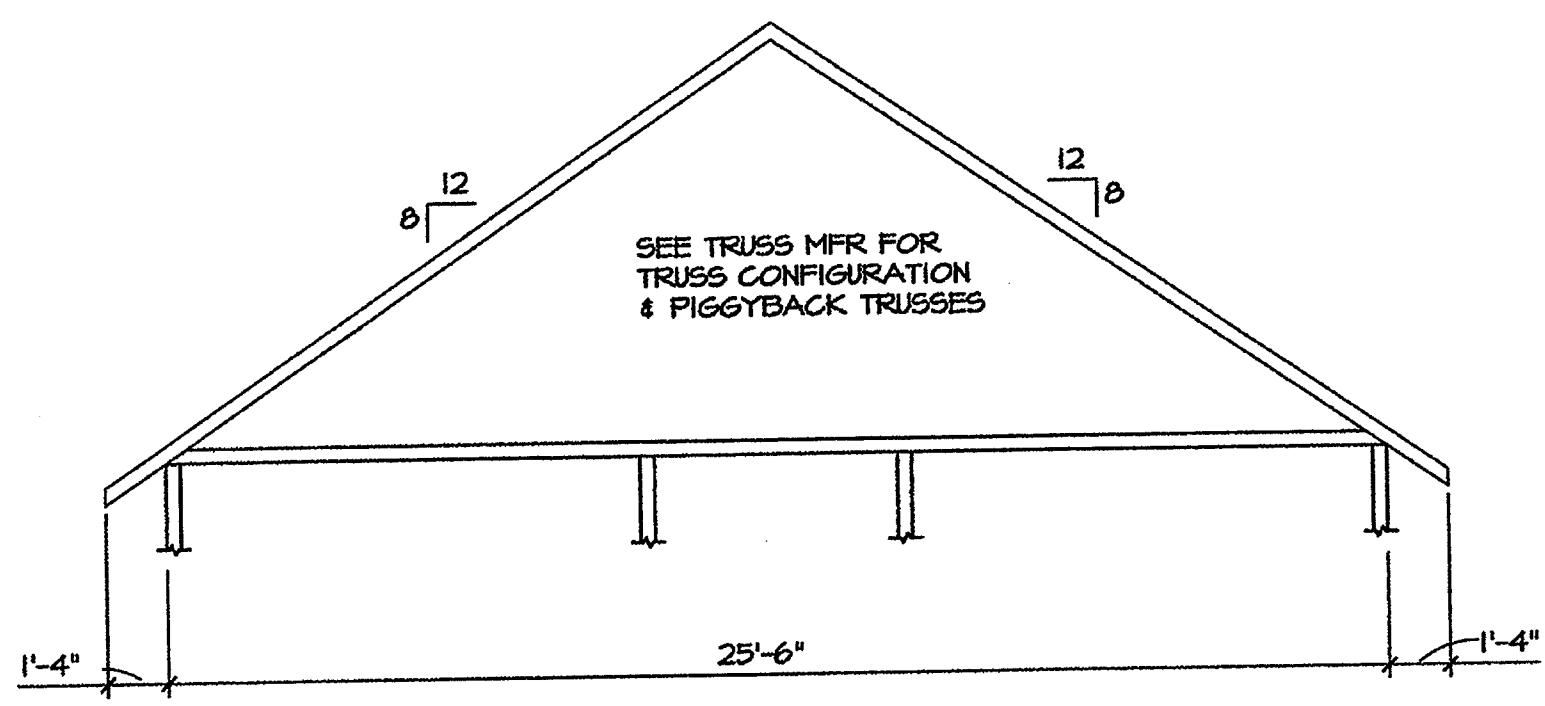 12
8
12
8
SEE TRUSS MFR FOR
TRUSS CONFIGURATION
& PIGGYBACK TRUSSES
1'-4"
25'-6"
1'-4"